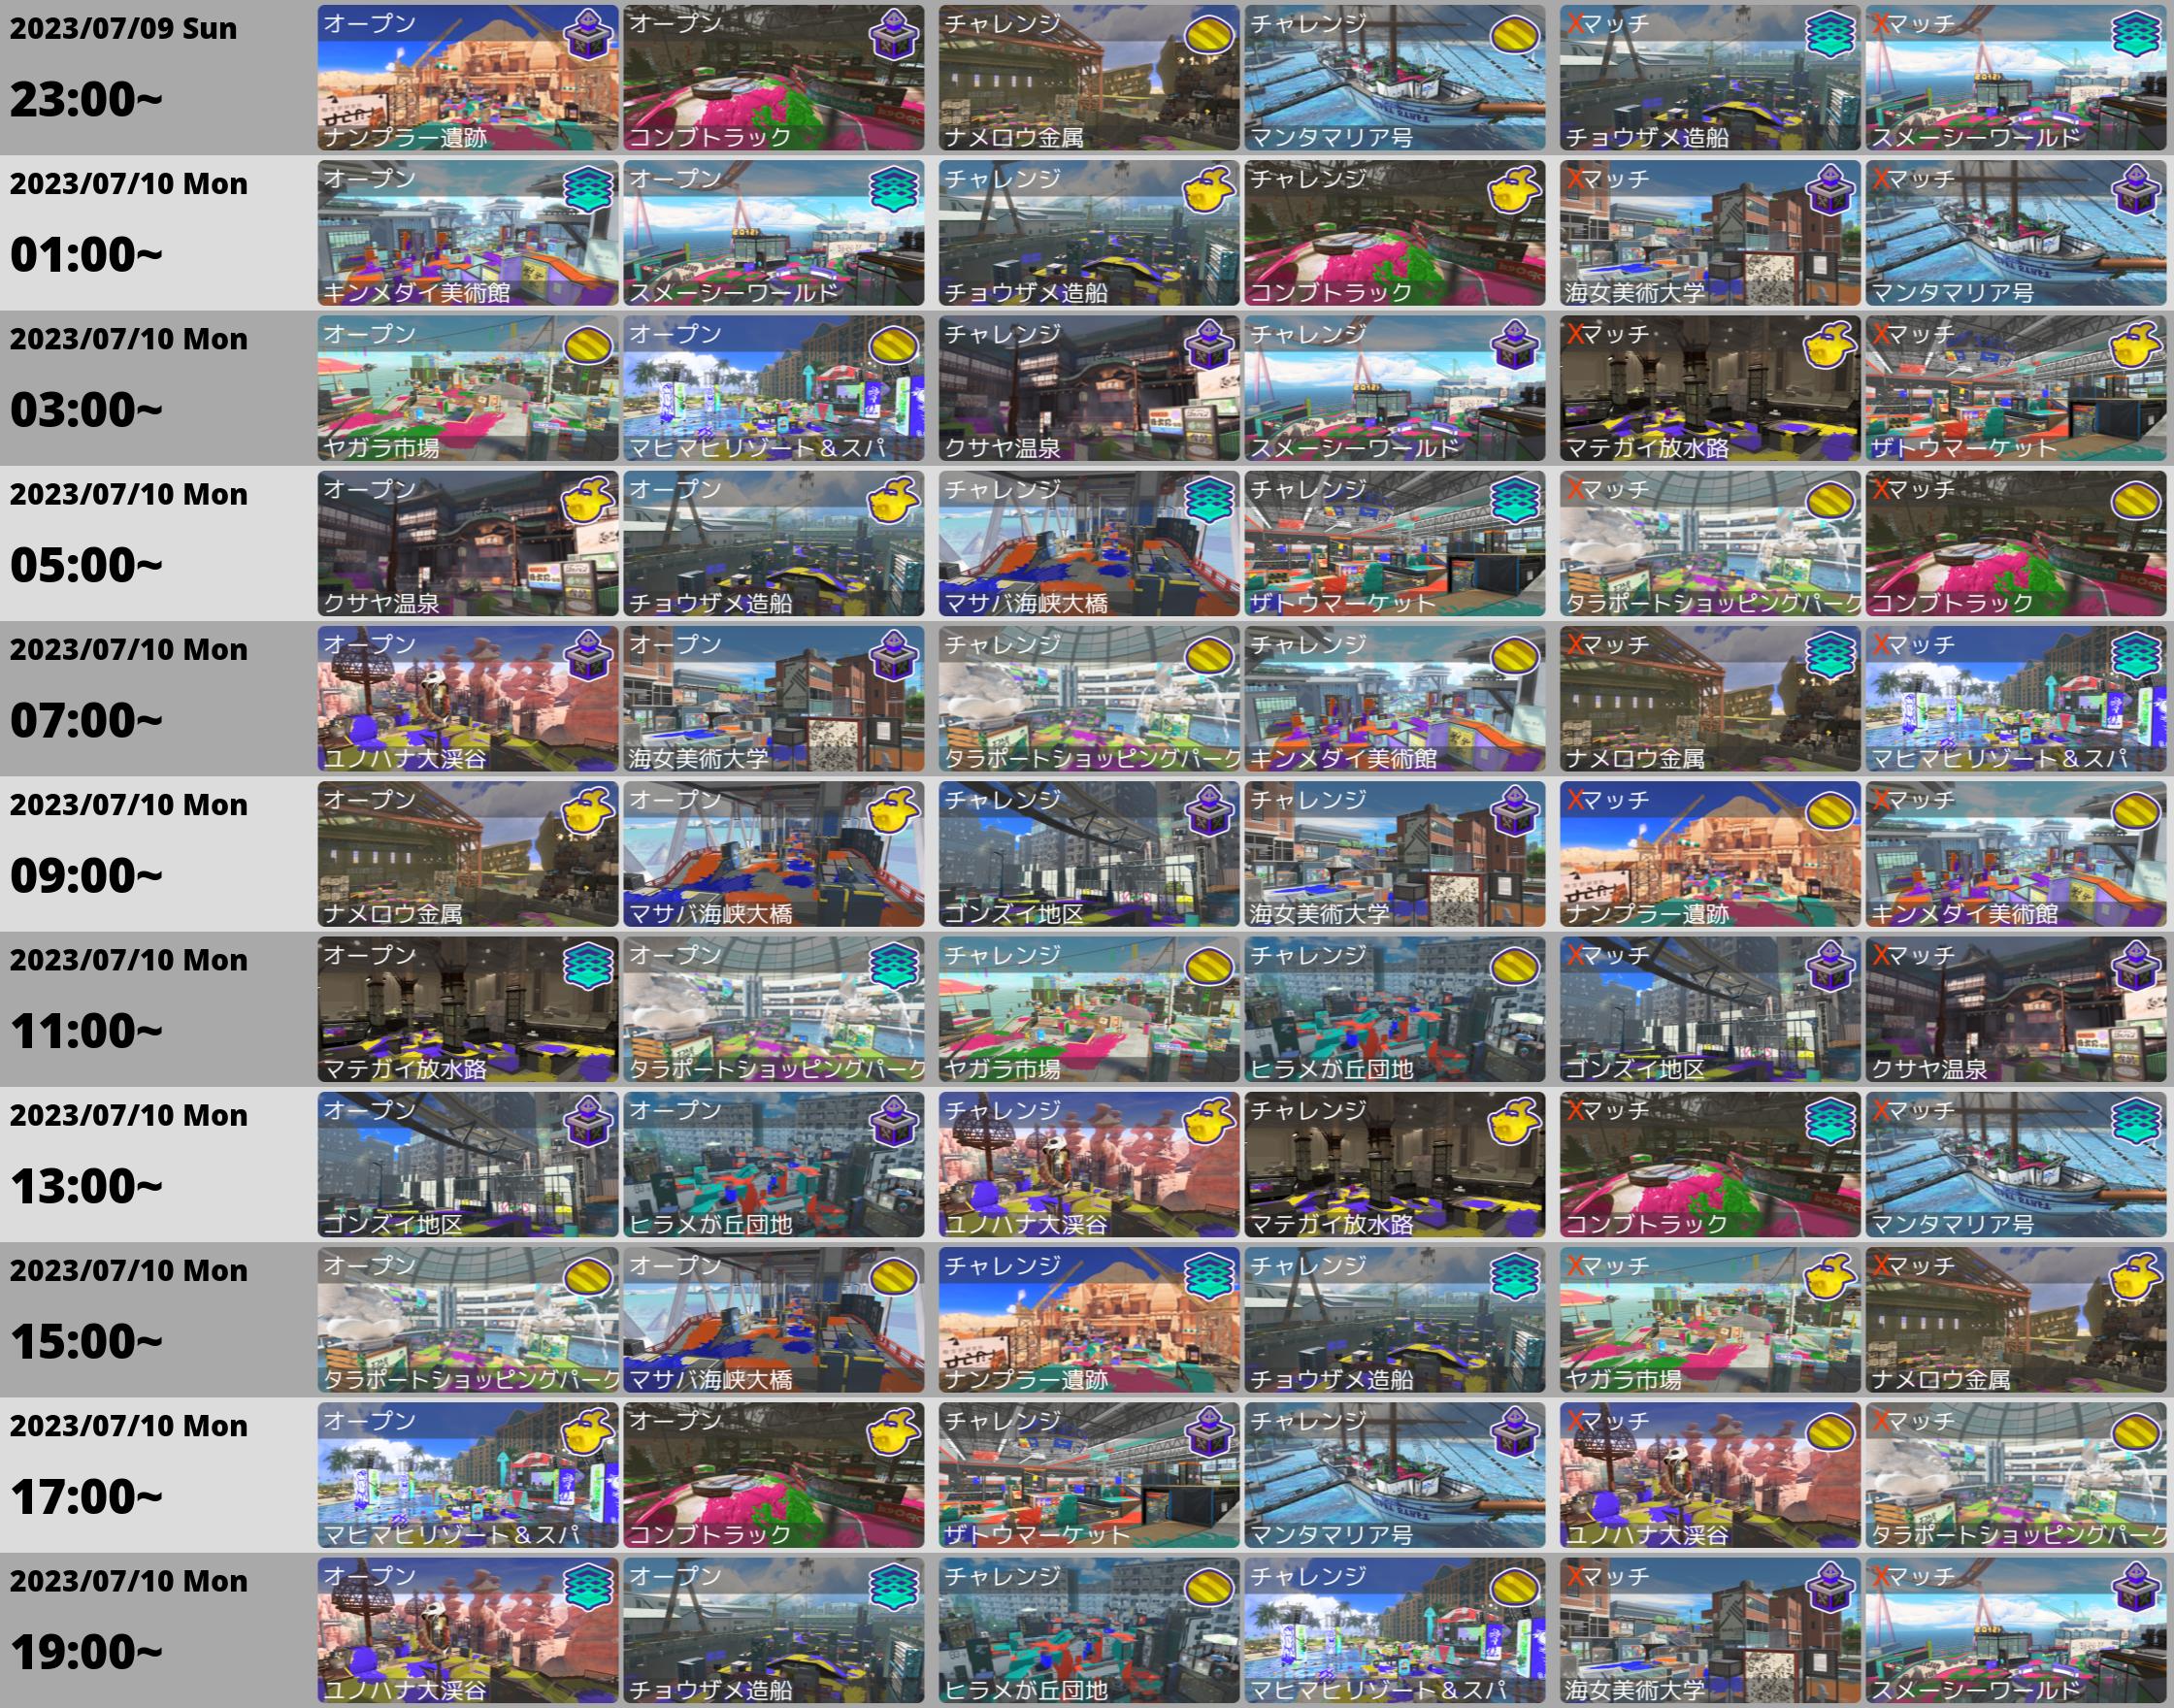 2023/07/09 Sun
23:00~
オープン オープン チャレンジ チャレンジ Xマッチ Xマッチ
ナンプラー遺跡 コンブトラック ナメロウ金属 マンタマリア号 チョウザメ造船 スメーシーワールド
2023/07/10 Mon
01:00~
オープン オープン チャレンジ チャレンジ Xマッチ Xマッチ
キンメダイ美術館 スメーシーワールド チョウザメ造船 コンブトラック 海女美術大学 マンタマリア号
2023/07/10 Mon
03:00~
オープン オープン チャレンジ チャレンジ Xマッチ Xマッチ
ヤガラ市場 マヒマヒリゾート＆スパ クサヤ温泉 スメーシーワールド マテガイ放水路 ザトウマーケット
2023/07/10 Mon
05:00~
オープン オープン チャレンジ チャレンジ Xマッチ Xマッチ
クサヤ温泉 チョウザメ造船 マサバ海峡大橋 ザトウマーケット タラポートショッピングパーク コンブトラック
2023/07/10 Mon
07:00~
オープン オープン チャレンジ チャレンジ Xマッチ Xマッチ
ユノハナ大渓谷 海女美術大学 タラポートショッピングパーク キンメダイ美術館 ナメロウ金属 マヒマヒリゾート＆スパ
2023/07/10 Mon
09:00~
オープン オープン チャレンジ チャレンジ Xマッチ Xマッチ
ナメロウ金属 マサバ海峡大橋 ゴンズイ地区 海女美術大学 ナンプラー遺跡 キンメダイ美術館
2023/07/10 Mon
11:00~
オープン オープン チャレンジ チャレンジ Xマッチ Xマッチ
マテガイ放水路 タラポートショッピングパーク ヤガラ市場 ヒラメが丘団地 ゴンズイ地区 クサヤ温泉
2023/07/10 Mon
13:00~
オープン オープン チャレンジ チャレンジ Xマッチ Xマッチ
ゴンズイ地区 ヒラメが丘団地 ユノハナ大渓谷 マテガイ放水路 コンブトラック マンタマリア号
2023/07/10 Mon
15:00~
オープン オープン チャレンジ チャレンジ Xマッチ Xマッチ
タラポートショッピングパーク マサバ海峡大橋 ナンプラー遺跡 チョウザメ造船 ヤガラ市場 ナメロウ金属
2023/07/10 Mon
17:00~
オープン オープン チャレンジ チャレンジ Xマッチ Xマッチ
マヒマヒリゾート＆スパ コンブトラック ザトウマーケット マンタマリア号 ユノハナ大渓谷 タラポートショッピングパーク
2023/07/10 Mon
19:00~
オープン オープン チャレンジ チャレンジ Xマッチ Xマッチ
ユノハナ大渓谷 チョウザメ造船 ヒラメが丘団地 マヒマヒリゾート＆スパ 海女美術大学 スメーシーワールド